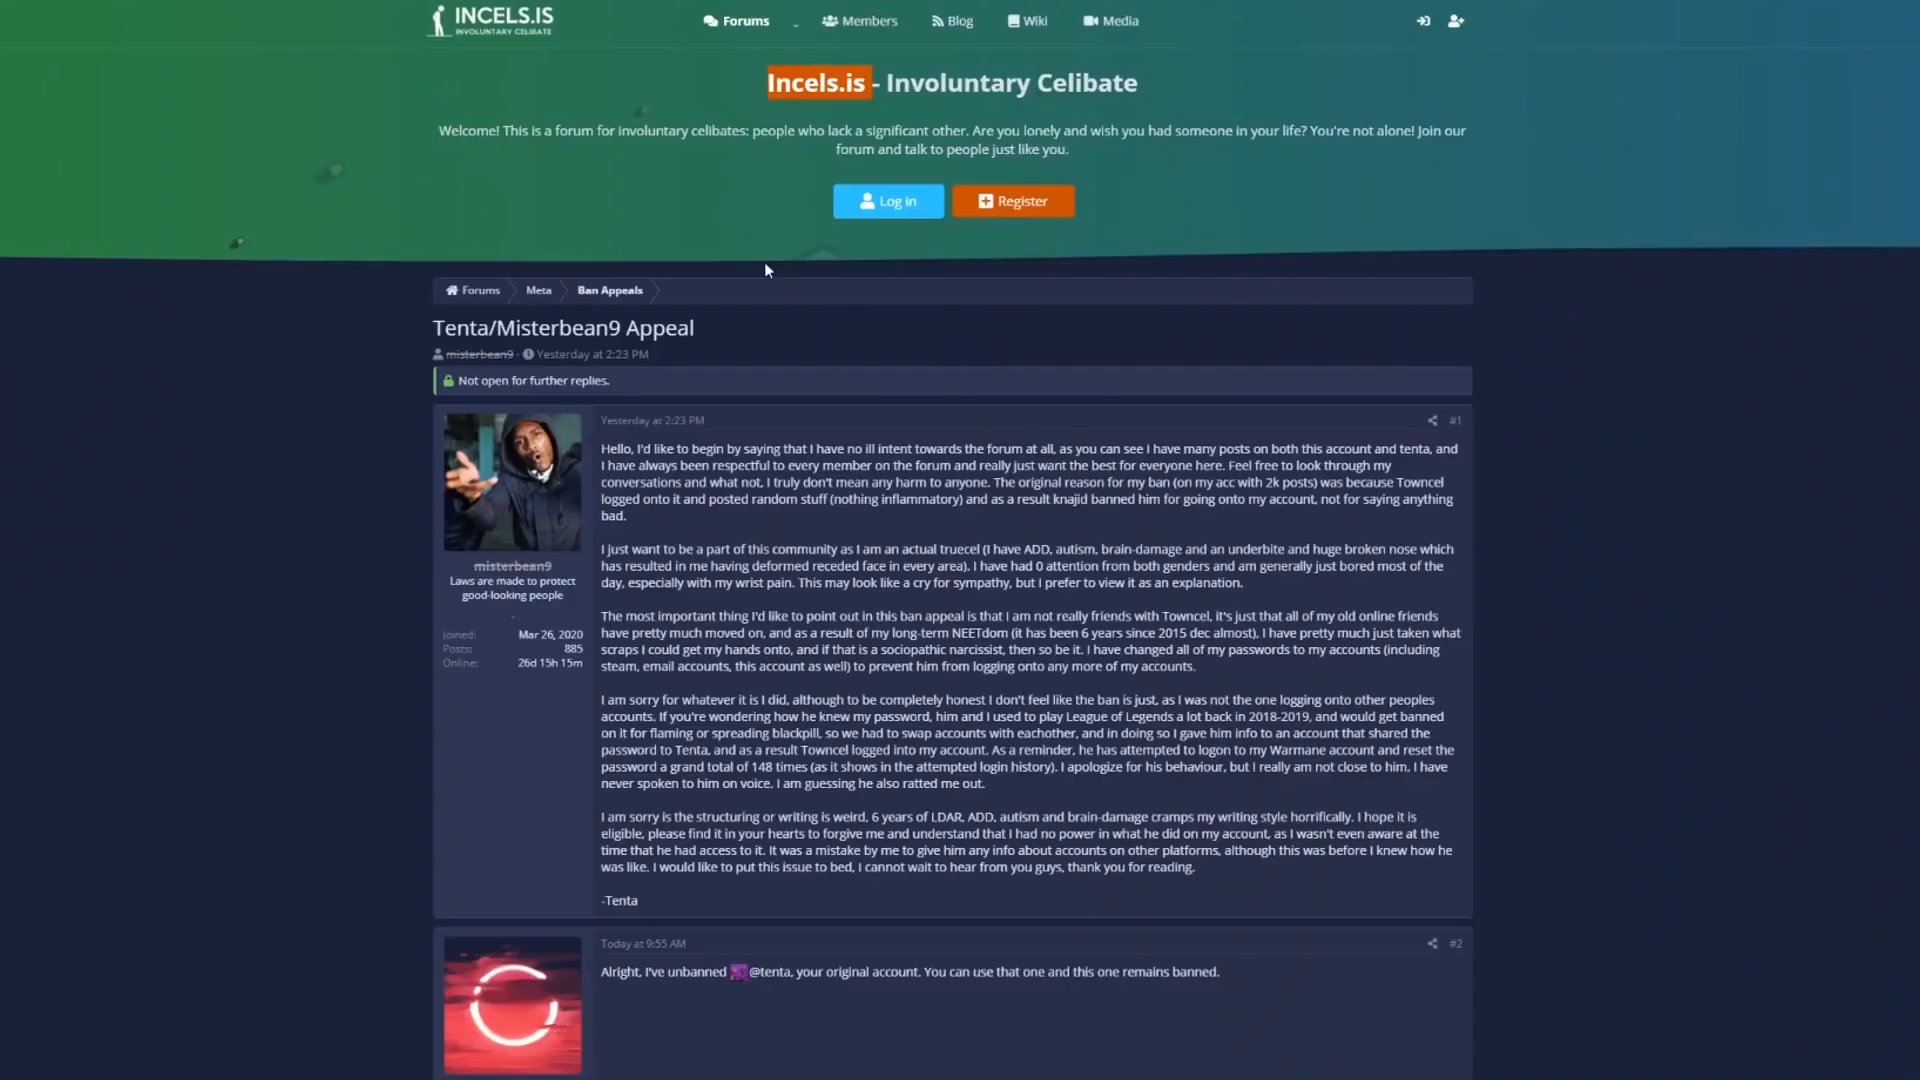 INCELS.IS
INVOLUNTARY CELIBATE
Forums
Members
Blog
Wiki
Media
Incels.is - Involuntary Celibate
Welcome! This is a forum for involuntary celibates: people who lack a significant other. Are you lonely and wish you had someone in your life? You're not alone! Join our
forum and talk to people just like you.
Log in
Register
Forums
Meta
Ban Appeals
Tenta/Misterbean9 Appeal
misterbean9 · Yesterday at 2:23 PM
Not open for further replies.
Yesterday at 2:23 PM
#1
Hello, I'd like to begin by saying that I have no ill intent towards the forum at all, as you can see I have many posts on both this account and tenta, and
I have always been respectful to every member on the forum and really just want the best for everyone here. Feel free to look through my
conversations and what not, I truly don't mean any harm to anyone. The original reason for my ban (on my acc with 2k posts) was because Towncel
logged onto it and posted random stuff (nothing inflammatory) and as a result knajid banned him for going onto my account, not for saying anything
bad.
I just want to be a part of this community as I am an actual truecel (I have ADD, autism, brain-damage and an underbite and huge broken nose which
has resulted in me having deformed receded face in every area). I have had 0 attention from both genders and am generally just bored most of the
day, especially with my wrist pain. This may look like a cry for sympathy, but I prefer to view it as an explanation.
The most important thing I'd like to point out in this ban appeal is that I am not really friends with Towncel, it's just that all of my old online friends
have pretty much moved on, and as a result of my long-term NEETdom (it has been 6 years since 2015 dec almost), I have pretty much just taken what
scraps I could get my hands onto, and if that is a sociopathic narcissist, then so be it. I have changed all of my passwords to my accounts (including
steam, email accounts, this account as well) to prevent him from logging onto any more of my accounts.
I am sorry for whatever it is I did, although to be completely honest I don't feel like the ban is just, as I was not the one logging onto other peoples
accounts. If you're wondering how he knew my password, him and I used to play League of Legends a lot back in 2018-2019, and would get banned
on it for flaming or spreading blackpill, so we had to swap accounts with eachother, and in doing so I gave him info to an account that shared the
password to Tenta, and as a result Towncel logged into my account. As a reminder, he has attempted to logon to my Warmane account and reset the
password a grand total of 148 times (as it shows in the attempted login history). I apologize for his behaviour, but I really am not close to him, I have
never spoken to him on voice. I am guessing he also ratted me out.
I am sorry is the structuring or writing is weird, 6 years of LDAR, ADD, autism and brain-damage cramps my writing style horrifically. I hope it is
eligible, please find it in your hearts to forgive me and understand that I had no power in what he did on my account, as I wasn't even aware at the
time that he had access to it. It was a mistake by me to give him any info about accounts on other platforms, although this was before I knew how he
was like. I would like to put this issue to bed, I cannot wait to hear from you guys, thank you for reading.
-Tenta
misterbean9
Laws are made to protect
good-looking people
-
Joined: Mar 26, 2020
Posts: 885
Online: 26d 15h 15m
Today at 9:55 AM
#2
Alright, I've unbanned @tenta, your original account. You can use that one and this one remains banned.